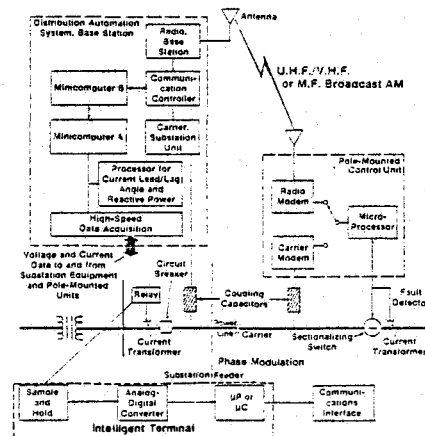 Distribution Automation
System, Base Station
Radio,
Base
Station
Antenna
U.H.F./V.H.F.
or M.F. Broadcast AM
Minicomputer B
Communi-
cation
Controller
Minicomputer A
Carrier,
Substation
Unit
Processor for
Current Lead/Lag
Angle and
Reactive Power
High-Speed
Data Acquisition
Pole-Mounted
Control Unit
Radio
Modem
Micro-
Processor
Carrier
Modem
Voltage and Current
Data to and from
Substation Equipment
and Pole-Mounted
Units
Circuit
Breaker
Relay
Coupling
Capacitors
Fault
Detector
Current
Transformer
Power
Line Carrier
Sectionalizing
Switch
Current
Transformer
Phase Modulation
Substation Feeder
Sample
and
Hold
Analog-
Digital
Converter
μP or
μC
Communi-
cations
Interface
Intelligent Terminal